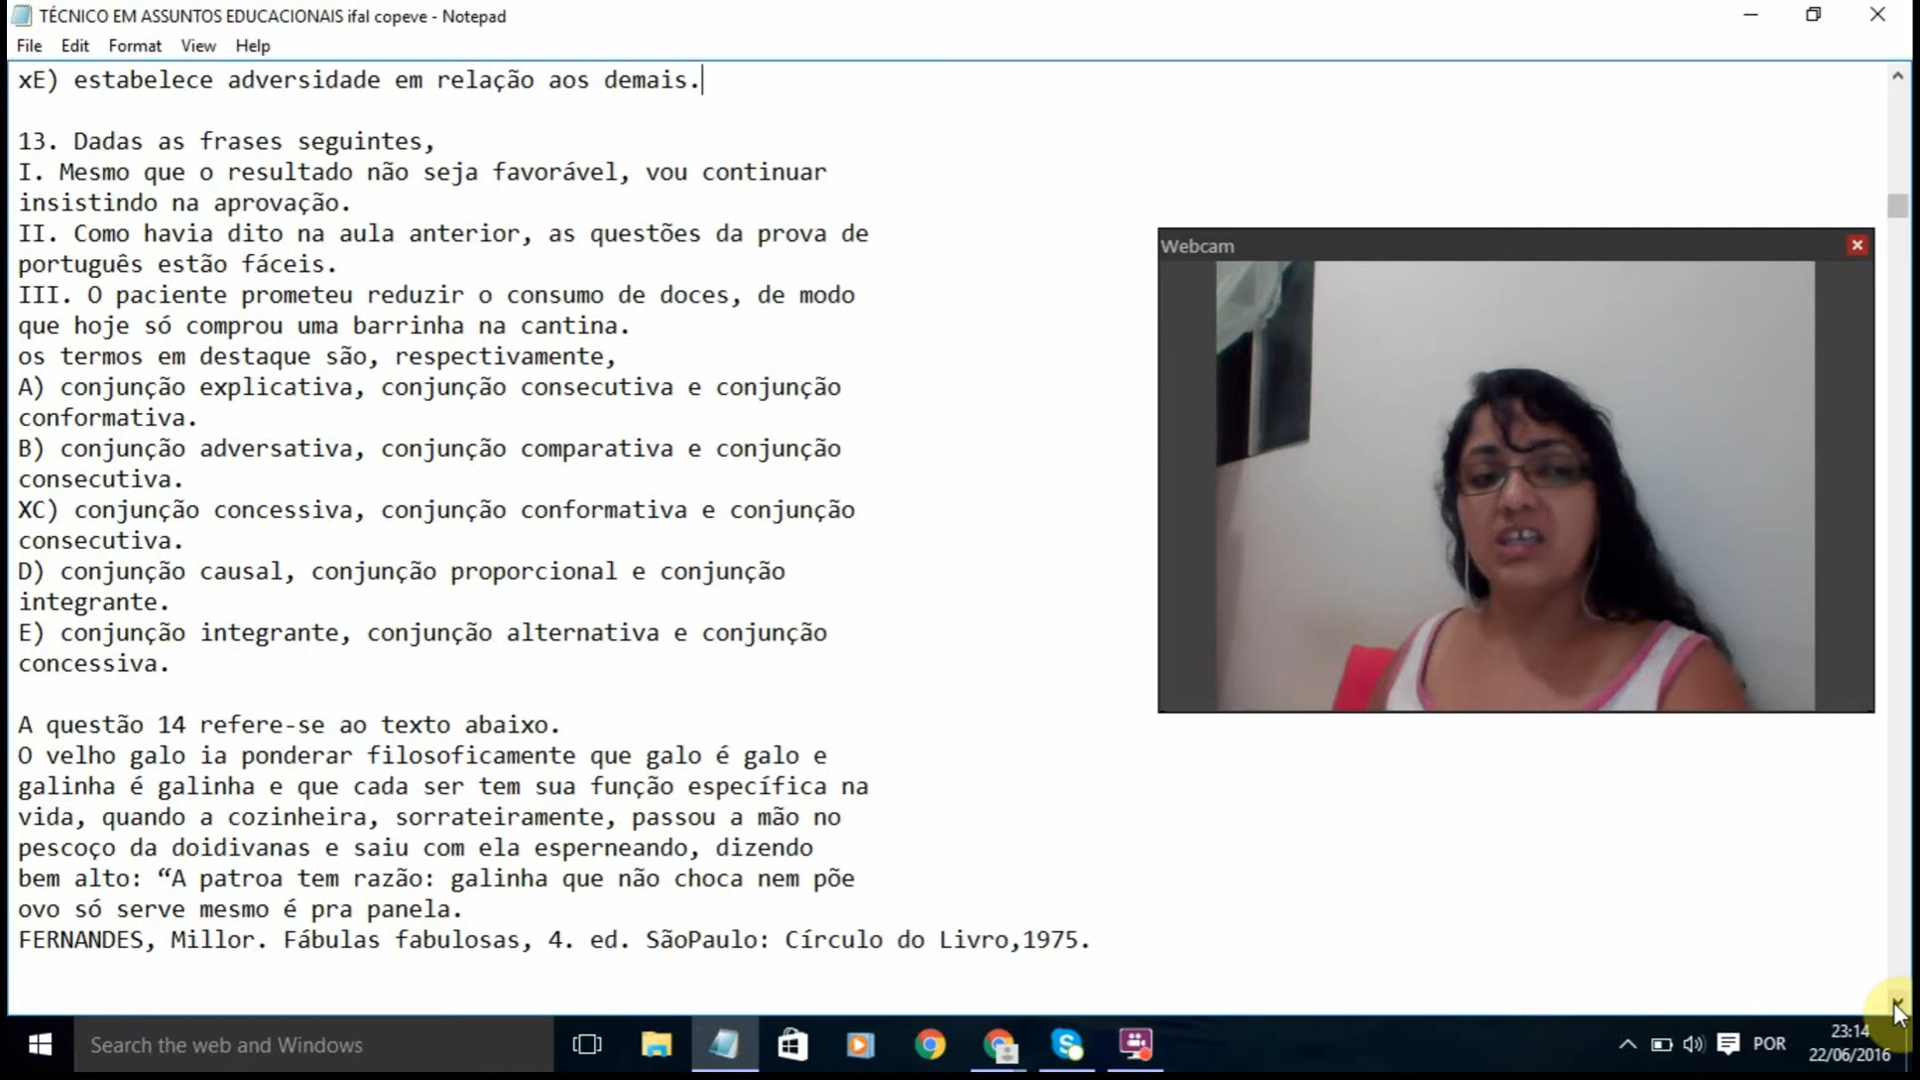 TÉCNICO EM ASSUNTOS EDUCACIONAIS ifal copeve - Notepad
File Edit Format View Help
xE) estabelece adversidade em relação aos demais.
13. Dadas as frases seguintes,
I. Mesmo que o resultado não seja favorável, vou continuar
insistindo na aprovação.
II. Como havia dito na aula anterior, as questões da prova de
português estão fáceis.
III. O paciente prometeu reduzir o consumo de doces, de modo
que hoje só comprou uma barrinha na cantina.
os termos em destaque são, respectivamente,
A) conjunção explicativa, conjunção consecutiva e conjunção
conformativa.
B) conjunção adversativa, conjunção comparativa e conjunção
consecutiva.
XC) conjunção concessiva, conjunção conformativa e conjunção
consecutiva.
D) conjunção causal, conjunção proporcional e conjunção
integrante.
E) conjunção integrante, conjunção alternativa e conjunção
concessiva.
A questão 14 refere-se ao texto abaixo.
O velho galo ia ponderar filosoficamente que galo é galo e
galinha é galinha e que cada ser tem sua função específica na
vida, quando a cozinheira, sorrateiramente, passou a mão no
pescoço da doidivanas e saiu com ela esperneando, dizendo
bem alto: “A patroa tem razão: galinha que não choca nem põe
ovo só serve mesmo é pra panela.
FERNANDES, Millor. Fábulas fabulosas, 4. ed. SãoPaulo: Círculo do Livro,1975.
Webcam
Search the web and Windows
POR
23:14
22/06/2016